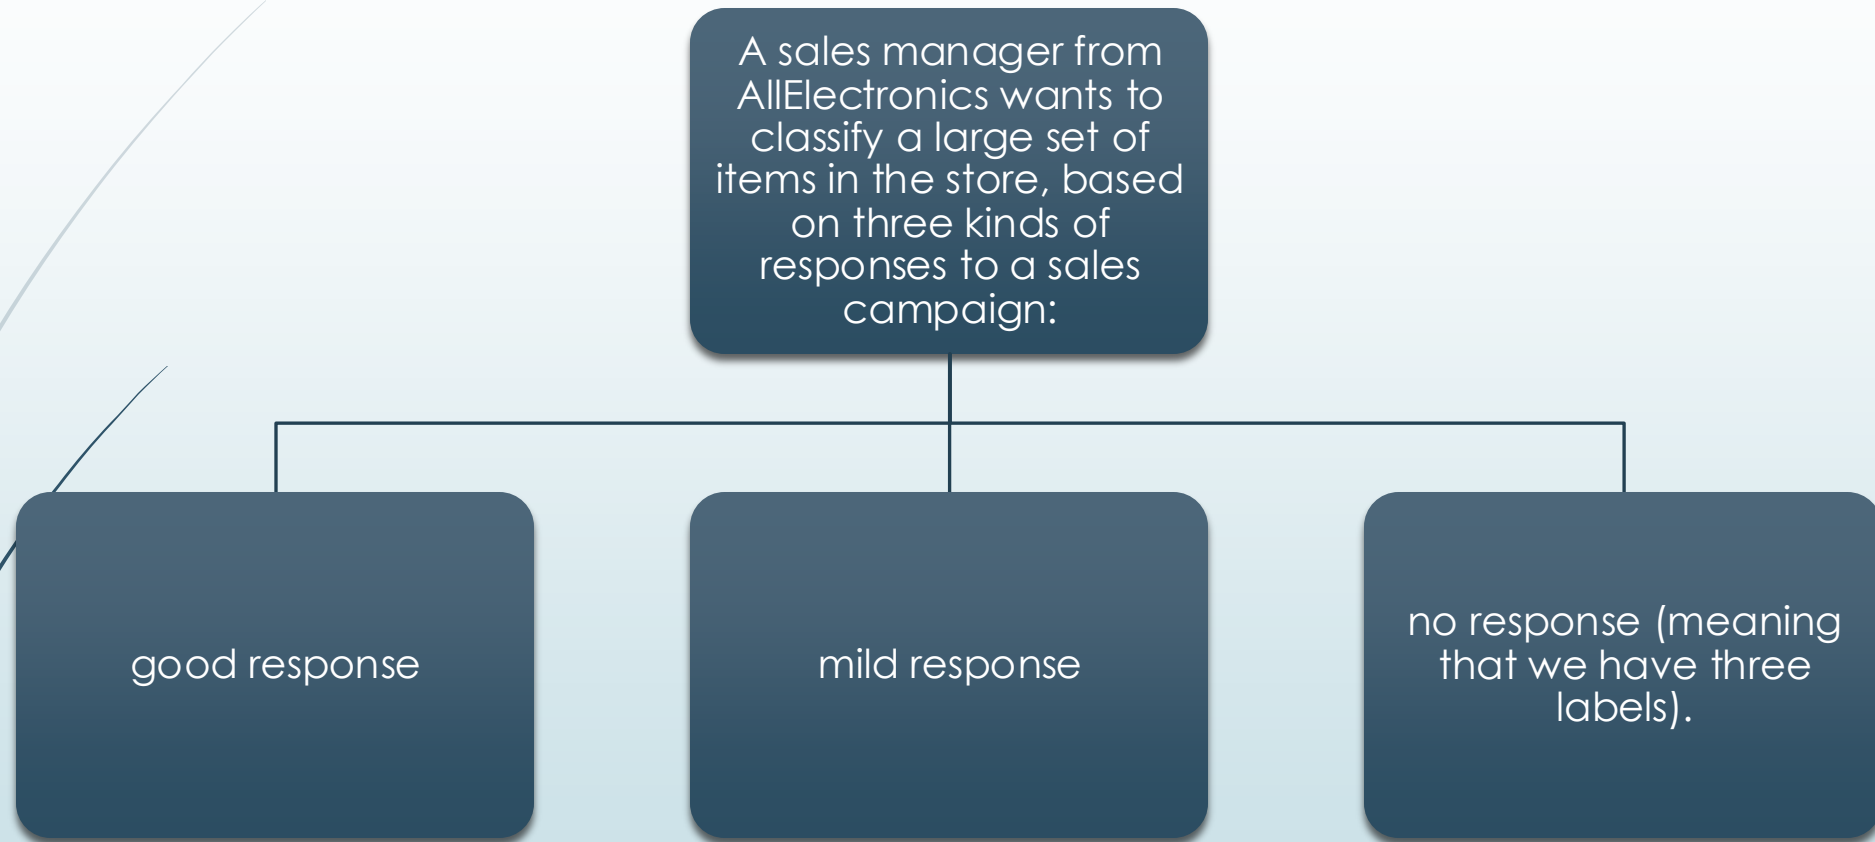 A sales manager from
AllElectronics wants to
classify a large set of
items in the store, based
on three kinds of
responses to a sales
campaign:
good response
mild response
no response (meaning
that we have three
labels).